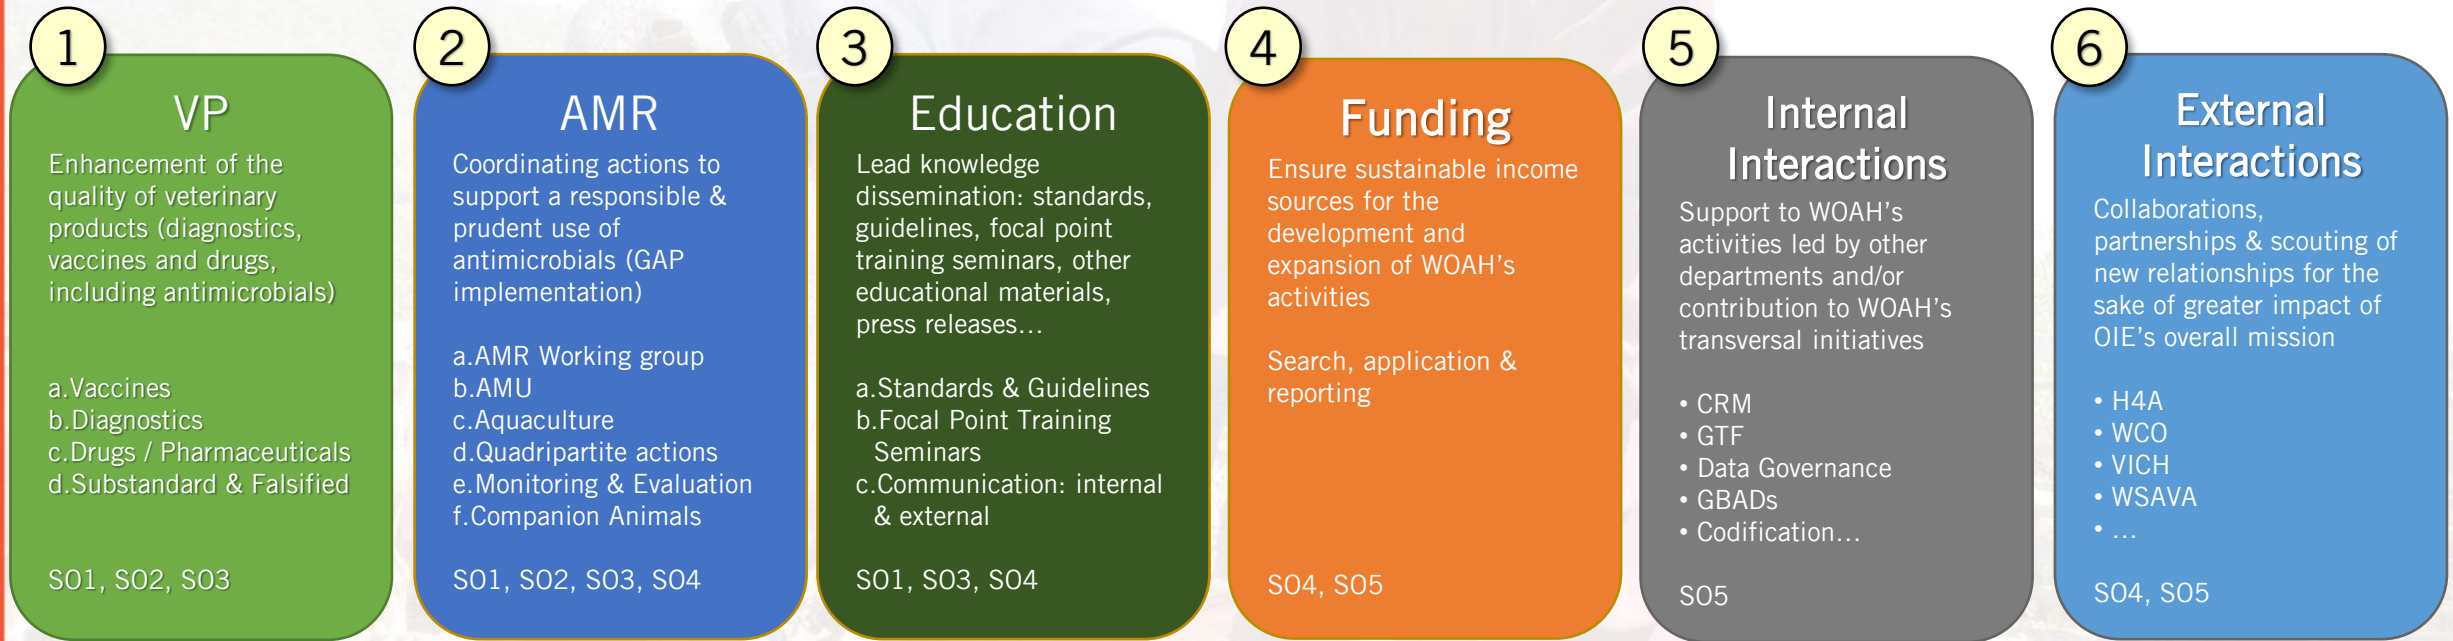 1
VP
Enhancement of the
quality of veterinary
products (diagnostics,
vaccines and drugs,
including antimicrobials)
a.Vaccines
b.Diagnostics
c.Drugs / Pharmaceuticals
d.Substandard & Falsified
SO1, SO2, SO3
2
AMR
Coordinating actions to
support a responsible &
prudent use of
antimicrobials (GAP
implementation)
a.AMR Working group
b.AMU
c.Aquaculture
d.Quadripartite actions
e.Monitoring & Evaluation
f.Companion Animals
SO1, SO2, SO3, SO4
3
Education
Lead knowledge
dissemination: standards,
guidelines, focal point
training seminars, other
educational materials,
press releases...
a.Standards & Guidelines
b.Focal Point Training
Seminars
c.Communication: internal
& external
SO1, SO3, SO4
4
Funding
Ensure sustainable income
sources for the
development and
expansion of WOAH's
activities
Search, application &
reporting
SO4, SO5
5
Internal
Interactions
Support to WOAH's
activities led by other
departments and/or
contribution to WOAH's
transversal initiatives
• CRM
• GTF
• Data Governance
• GBADs
• Codification...
SO5
6
External
Interactions
Collaborations,
partnerships & scouting of
new relationships for the
sake of greater impact of
OIE's overall mission
• H4A
• WCO
• VICH
• WSAVA
• ...
SO4, SO5